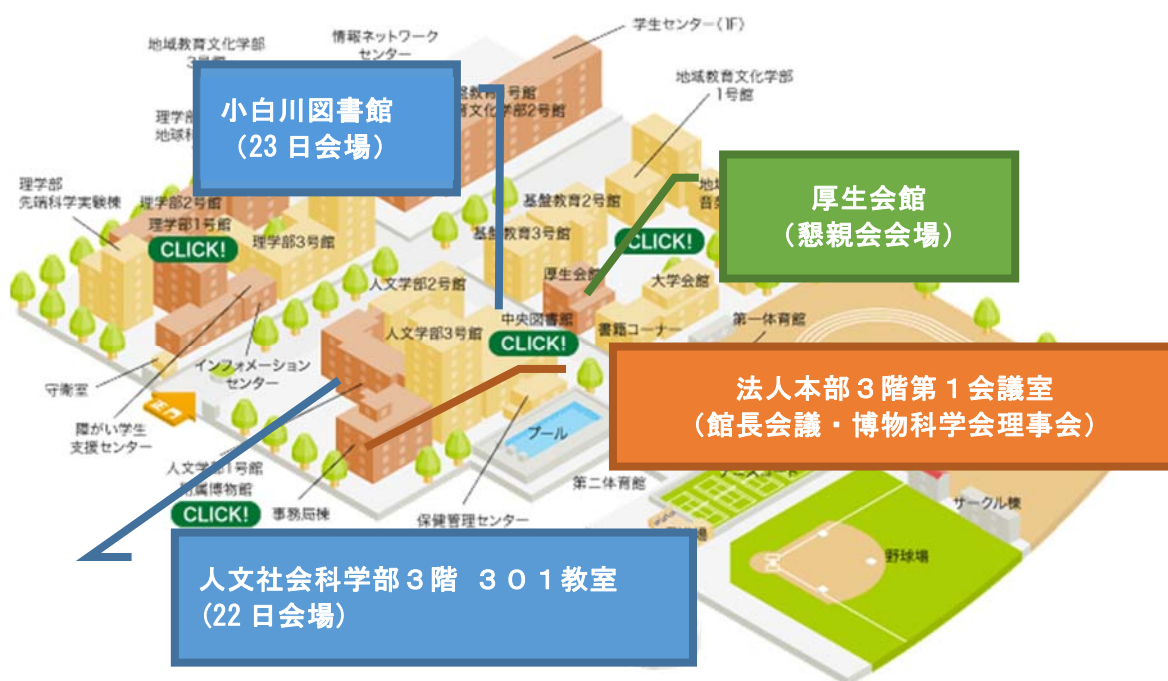 学生センター(1F)
情報ネットワーク
センター
地域教育文化学部
地域教育文化学部
1号館
小白川図書館
（23 日会場）
号館
文化学部2号館
理学部
先端科学実験棟
理学部2号館
理学部1号館
CLICK!
理学部3号館
基盤教育2号館
基盤教育3号館
CLICK!
厚生会館
（懇親会会場）
厚生会館
大学会館
人文学部2号館
人文学部3号館
中央図書館
CLICK!
書籍コーナー
第一体育館
守衛室
インフォメーション
センター
正門
障がい学生
支援センター
法人本部３階第１会議室
（館長会議・博物科学会理事会）
プール
第二体育館
人文学部1号館
附属博物館
CLICK!
事務局棟
保健管理センター
サークル棟
野球場
人文社会科学部３階 ３０１教室
(22 日会場)